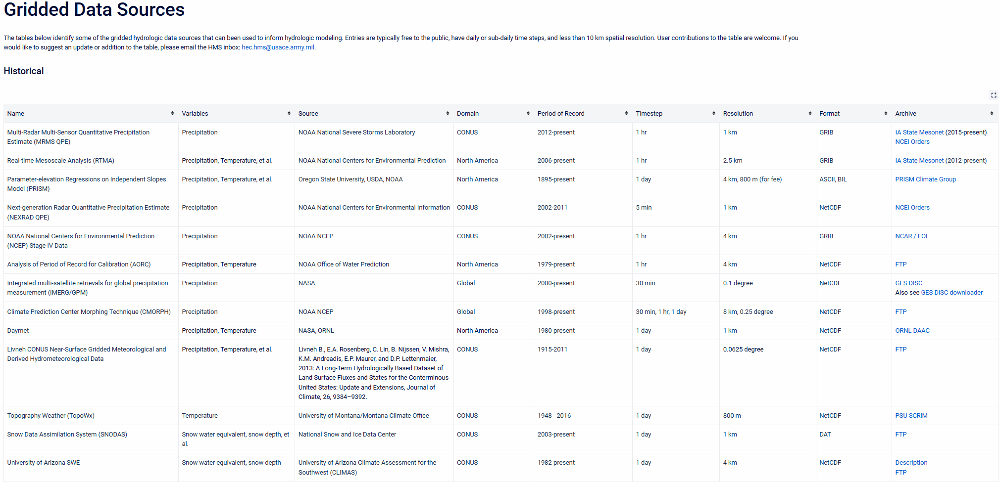 Gridded Data Sources
The tables below identify some of the gridded hydrologic data sources that can been used to inform hydrologic modeling. Entries are typically free to the public, have daily or sub-daily time steps, and less than 10 km spatial resolution. User contributions to the table are welcome. If you
would like to suggest an update or addition to the table, please email the HMS inbox: hec.hms@usace.army.mil.
Historical
Name Variables Source Domain Period of Record Timestep Resolution Format Archive
Multi-Radar Multi-Sensor Quantitative Precipitation Precipitation NOAA National Severe Storms Laboratory CONUS 2012-present 1 hr 1 km GRIB IA State Mesonet (2015-present)
Estimate (MRMS QPE) NCEI Orders
Real-time Mesoscale Analysis (RTMA) Precipitation, Temperature, et al. NOAA National Centers for Environmental Prediction North America 2006-present 1 hr 2.5 km GRIB IA State Mesonet (2012-present)
Parameter-elevation Regressions on Independent Slopes Precipitation, Temperature, et al. Oregon State University, USDA, NOAA North America 1895-present 1 day 4 km, 800 m (for fee) ASCII, BIL PRISM Climate Group
Model (PRISM)
Next-generation Radar Quantitative Precipitation Estimate Precipitation NOAA National Centers for Environmental Information CONUS 2002-2011 5 min 1 km NetCDF NCEI Orders
(NEXRAD QPE)
NOAA National Centers for Environmental Prediction Precipitation NOAA NCEP CONUS 2002-present 1 hr 4 km GRIB NCAR / EOL
(NCEP) Stage IV Data
Analysis of Period of Record for Calibration (AORC) Precipitation, Temperature NOAA Office of Water Prediction North America 1979-present 1 hr 4 km NetCDF FTP
Integrated multi-satellite retrievals for global precipitation Precipitation NASA Global 2000-present 30 min 0.1 degree NetCDF GES DISC
measurement (IMERG/GPM) Also see GES DISC downloader
Climate Prediction Center Morphing Technique (CMORPH) Precipitation NOAA NCEP Global 1998-present 30 min, 1 hr, 1 day 8 km, 0.25 degree NetCDF FTP
Daymet Precipitation, Temperature NASA, ORNL North America 1980-present 1 day 1 km NetCDF ORNL DAAC
Livneh CONUS Near-Surface Gridded Meteorological and Precipitation, Temperature, et al. Livneh B., E.A. Rosenberg, C. Lin, B. Nijssen, V. Mishra, CONUS 1915-2011 1 day 0.0625 degree NetCDF FTP
Derived Hydrometeorological Data K.M. Andreadis, E.P. Maurer, and D.P. Lettenmaier,
2013: A Long-Term Hydrologically Based Dataset of
Land Surface Fluxes and States for the Conterminous
United States: Update and Extensions, Journal of
Climate, 26, 9384–9392.
Topography Weather (TopoWx) Temperature University of Montana/Montana Climate Office CONUS 1948 - 2016 1 day 800 m NetCDF PSU SCRiM
Snow Data Assimilation System (SNODAS) Snow water equivalent, snow depth, et National Snow and Ice Data Center CONUS 2003-present 1 day 1 km DAT FTP
al.
University of Arizona SWE Snow water equivalent, snow depth University of Arizona Climate Assessment for the CONUS 1982-present 1 day 4 km NetCDF Description
Southwest (CLIMAS) FTP